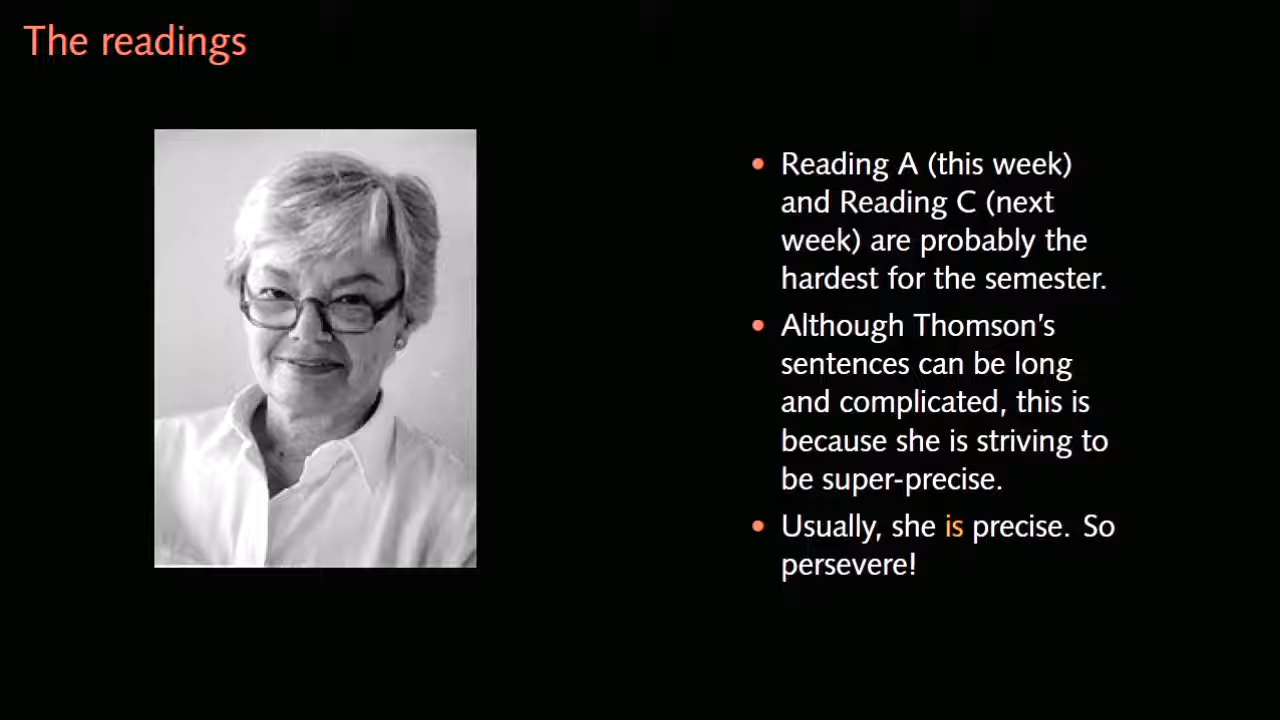 The readings
• Reading A (this week)
and Reading C (next
week) are probably the
hardest for the semester.
• Although Thomson's
sentences can be long
and complicated, this is
because she is striving to
be super-precise.
• Usually, she is precise. So
persevere!